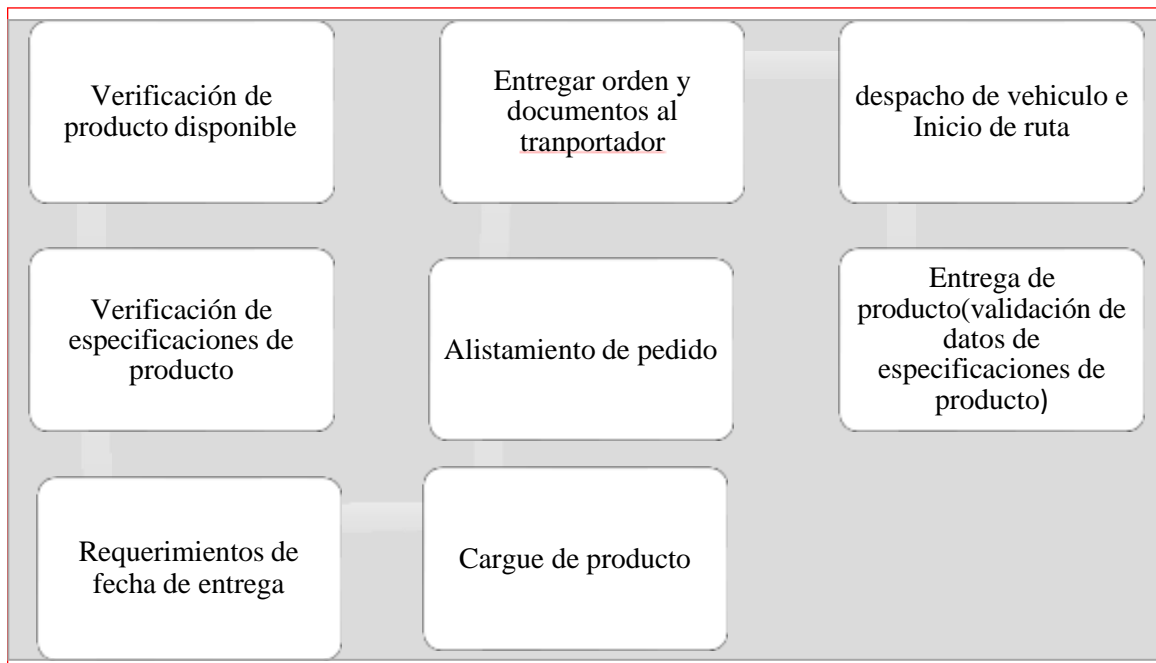 Verificación de
producto disponible
Verificación de
especificaciones de
producto
Requerimientos de
fecha de entrega
Cargue de producto
Alistamiento de pedido
Entregar orden y
documentos al
tranportador
despacho de vehiculo e
Inicio de ruta
Entrega de
producto(validación de
datos de
especificaciones de
producto)